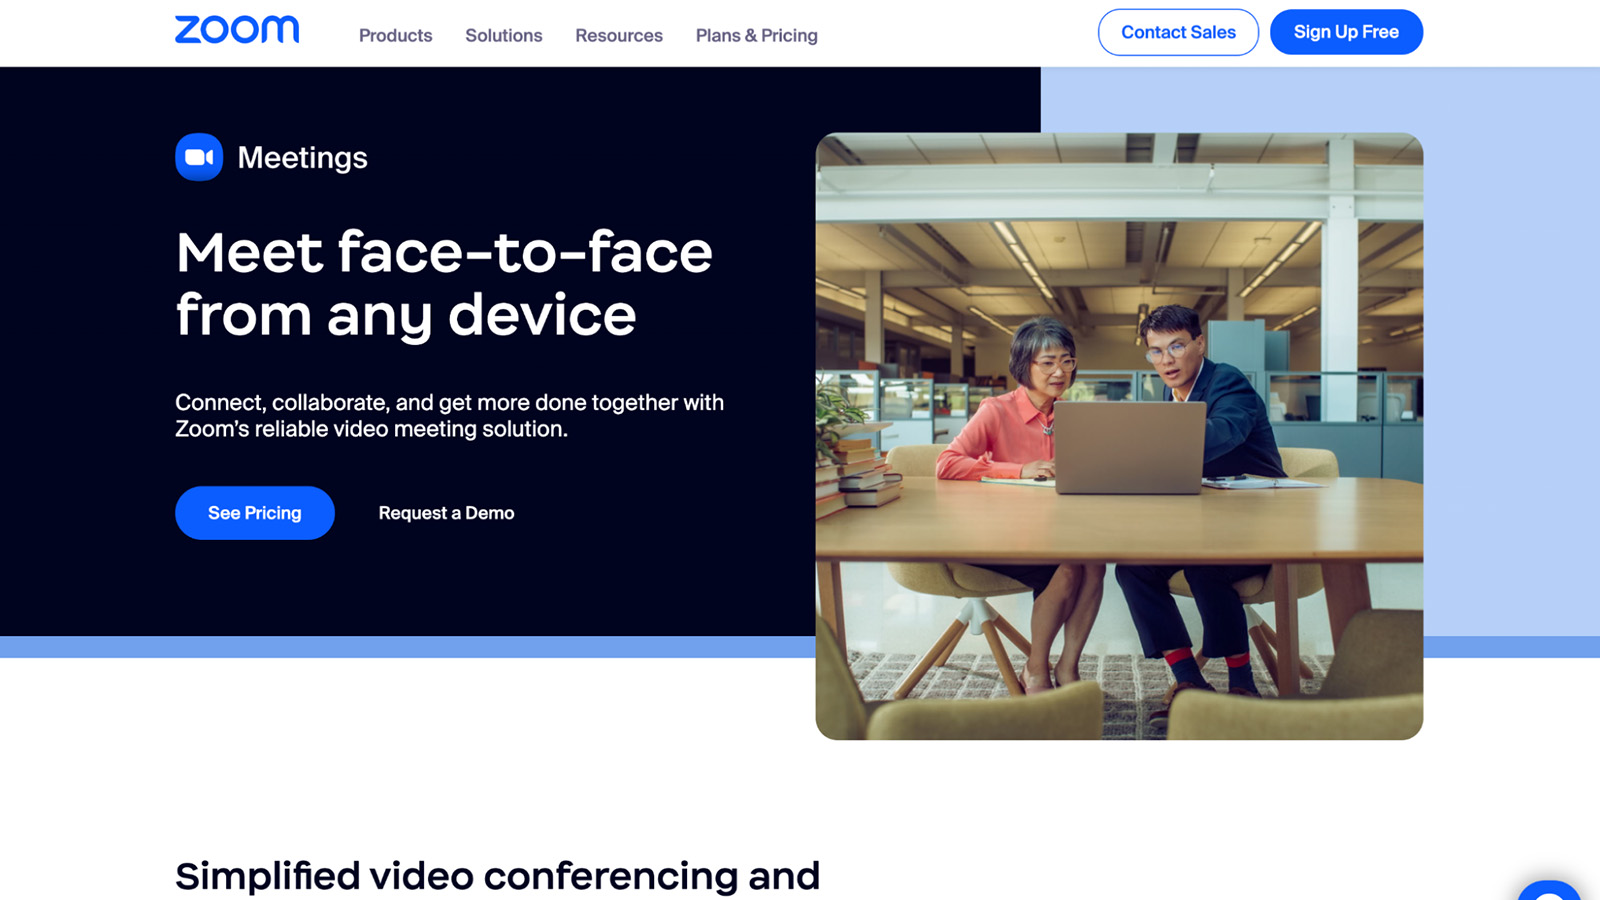 zoom
Products
Solutions
Resources
Plans & Pricing
Contact Sales
Sign Up Free
Meetings
Meet face-to-face
from any device
Connect, collaborate, and get more done together with
Zoom's reliable video meeting solution.
See Pricing
Request a Demo
Simplified video conferencing and